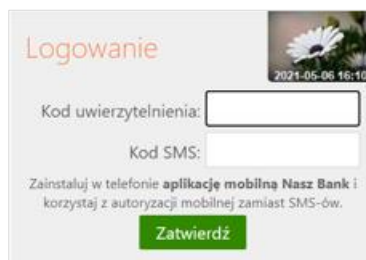 Logowanie
2021-05-06 16:10
Kod uwierzytelnienia:
Kod SMS:
Zainstaluj w telefonie aplikację mobilną Nasz Bank i
korzystaj z autoryzacji mobilnej zamiast SMS-ów.
Zatwierdź